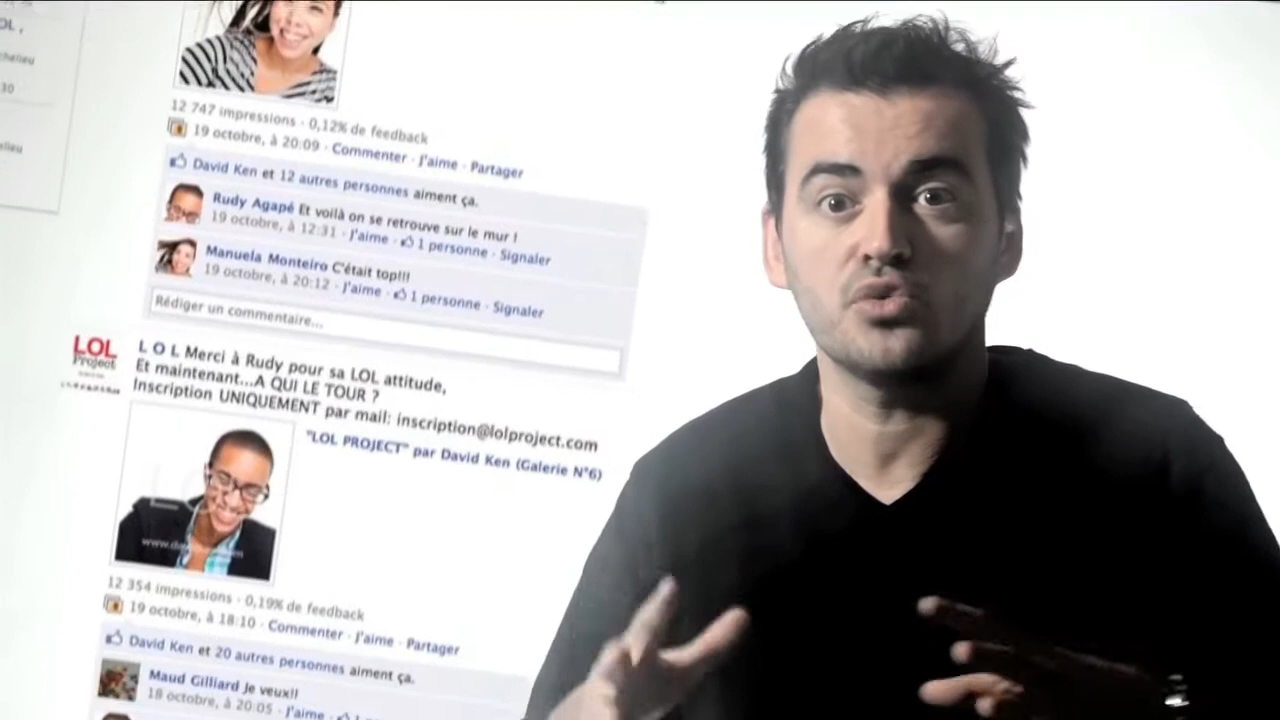 OL ,
30
12 747 impressions · 0,12% de feedback
19 octobre, à 20:09 · Commenter · J'aime · Partager
David Ken et 12 autres personnes aiment ça.
Rudy Agapé Et voilà on se retrouve sur le mur !
19 octobre, à 12:31 · J'aime · 1 personne · Signaler
Manuela Monteiro C'était top!!!
19 octobre, à 20:12 · J'aime · 1 personne · Signaler
Rédiger un commentaire...
LOL
Project
L O L Merci à Rudy pour sa LOL attitude,
Et maintenant...A QUI LE TOUR ?
Inscription UNIQUEMENT par mail: inscription@lolproject.com
"LOL PROJECT" par David Ken (Galerie N°6)
12 354 impressions · 0,19% de feedback
19 octobre, à 18:10 · Commenter · J'aime · Partager
David Ken et 20 autres personnes aiment ça.
Maud Gilliard Je veux!!
18 octobre, à 20:05 · J'aime · 1 personne